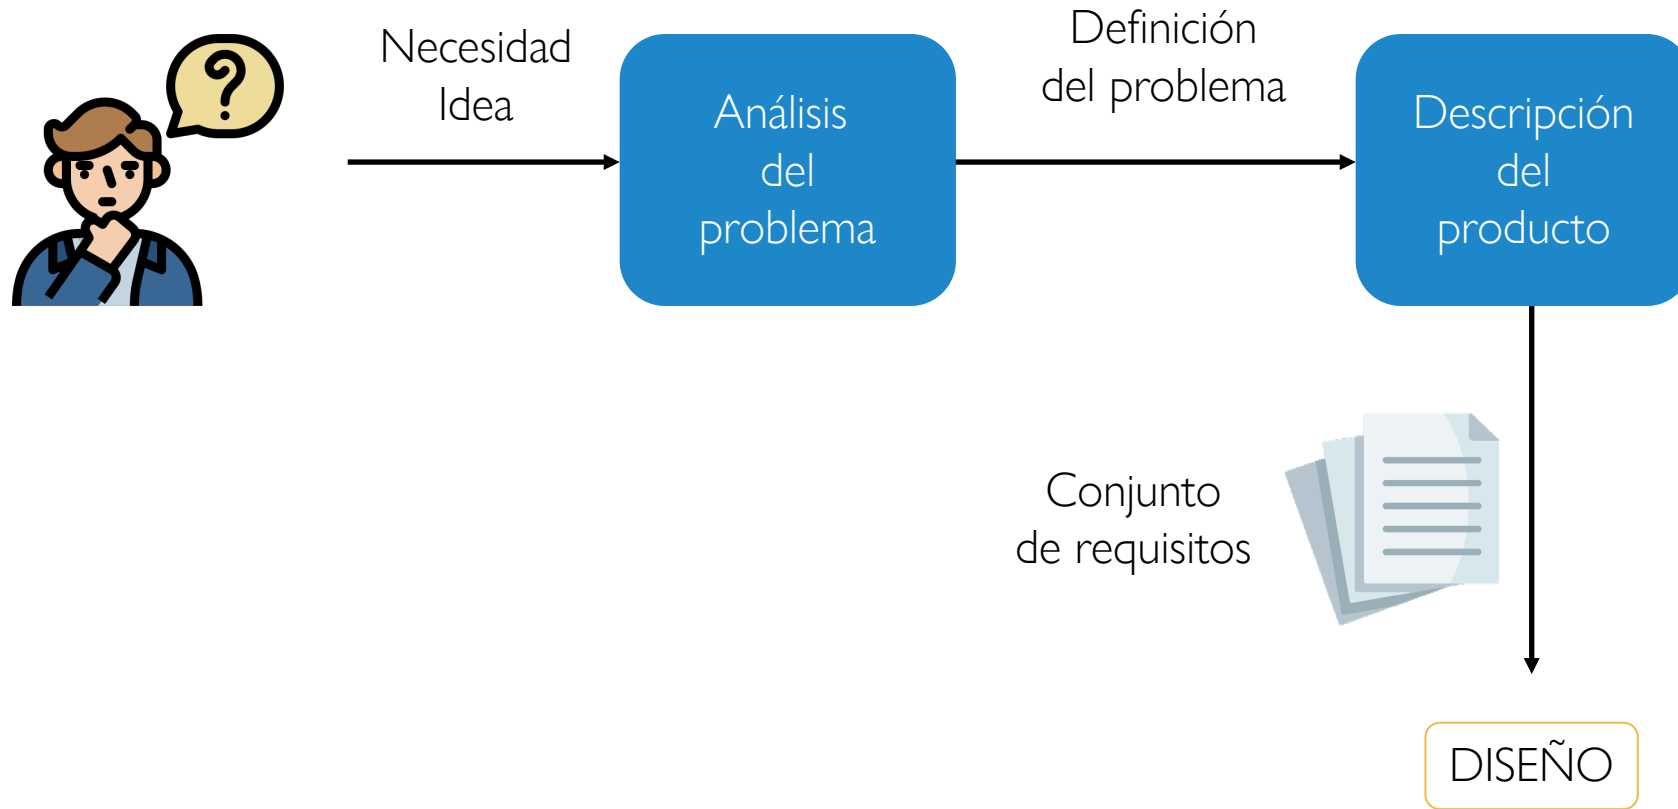 Necesidad
Idea
Análisis
del
problema
Definición
del problema
Descripción
del
producto
?
Conjunto
de requisitos
DISEÑO